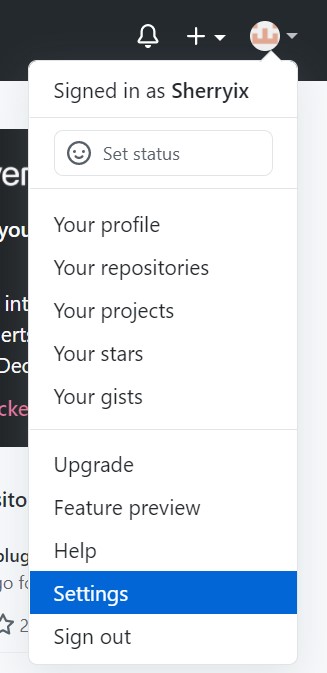 Signed in as Sherryix
Set status
Your profile
Your repositories
Your projects
Your stars
Your gists
Upgrade
Feature preview
Help
Settings
Sign out